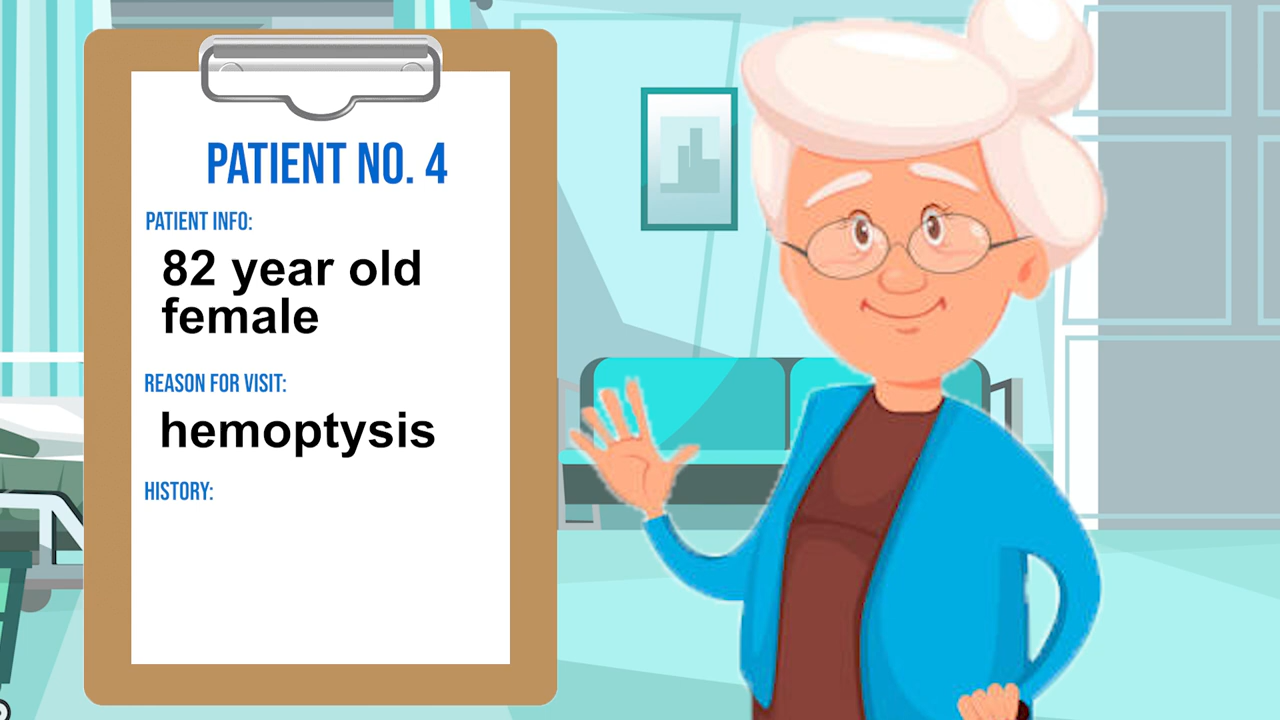 PATIENT NO. 4
PATIENT INFO:
82 year old
female
REASON FOR VISIT:
hemoptysis
HISTORY: